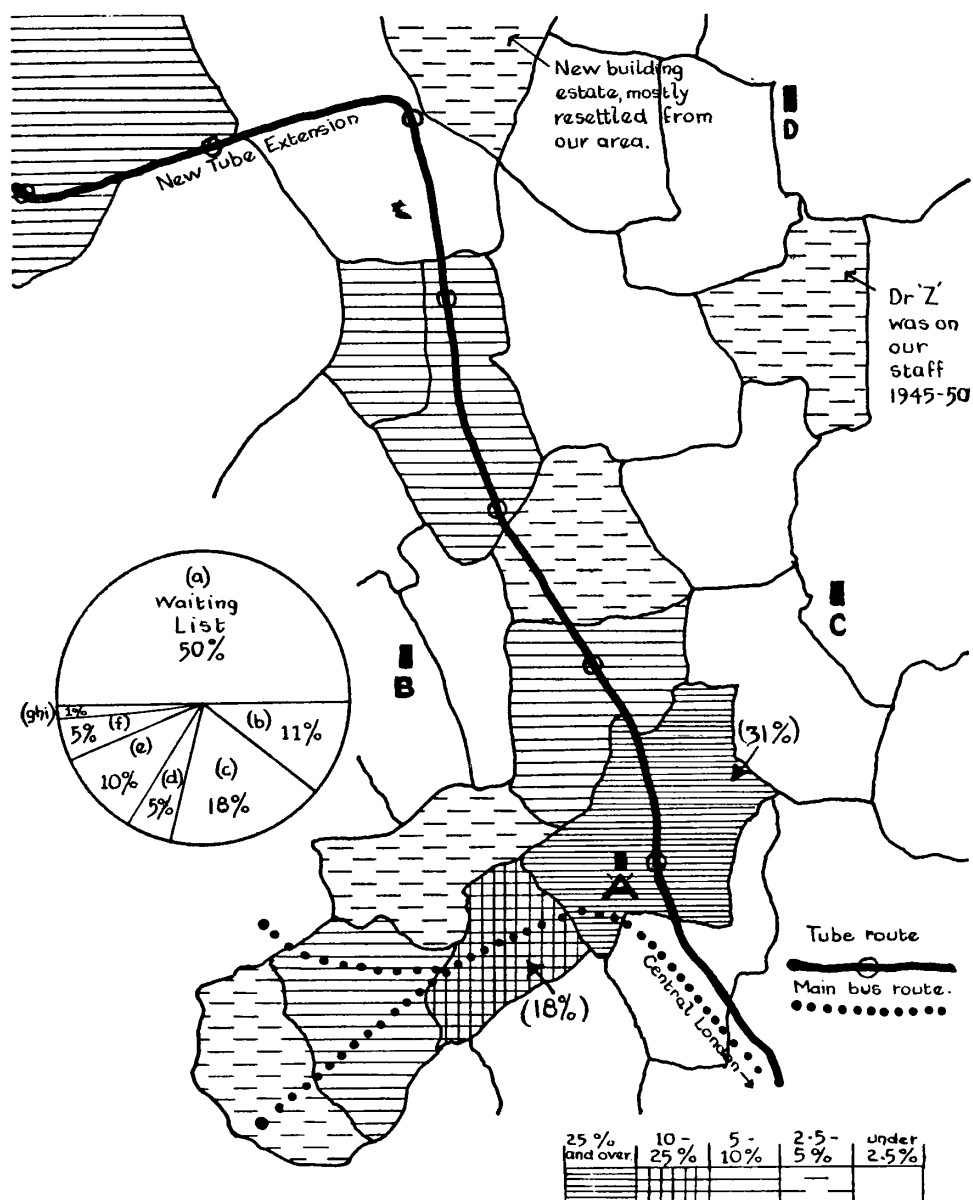 New building
estate, mostly
resettled from
our area.
D
New Tube Extension
Dr 'Z'
was on
our
staff
1945-50
(a)
Waiting
List
50%
(ghi) 1%
5% (f)
(e)
10%
(d)
5%
(c)
18%
(b)
11%
B
C
(31%)
A
(18%)
Central London
Tube route
Main bus route.
25% and over
10-25%
5-10%
2·5-5%
under 2.5%